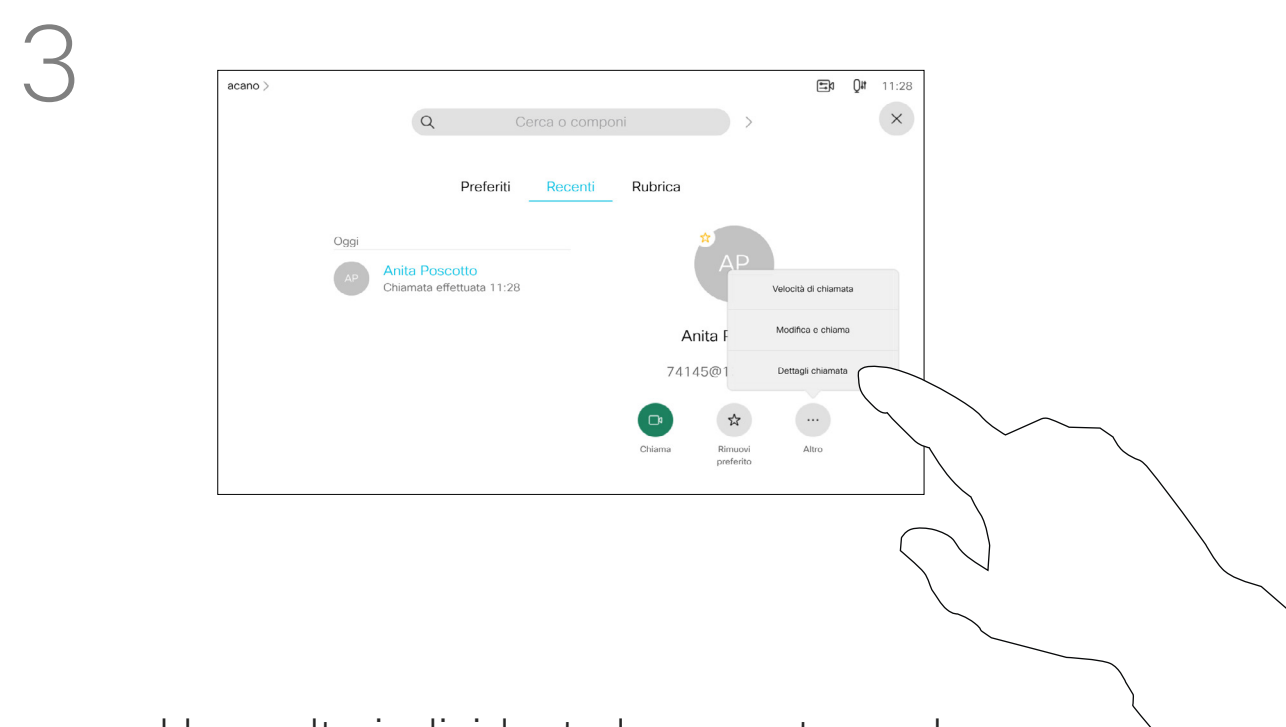 3
acano >
11:28
Cerca o componi
Preferiti Recenti Rubrica
Oggi
AP
Anita Poscotto
Chiamata effettuata 11:28
AP
Velocità di chiamata
Modifica e chiama
Dettagli chiamata
Anita
74145@1
Chiama
Rimuovi
preferito
Altro